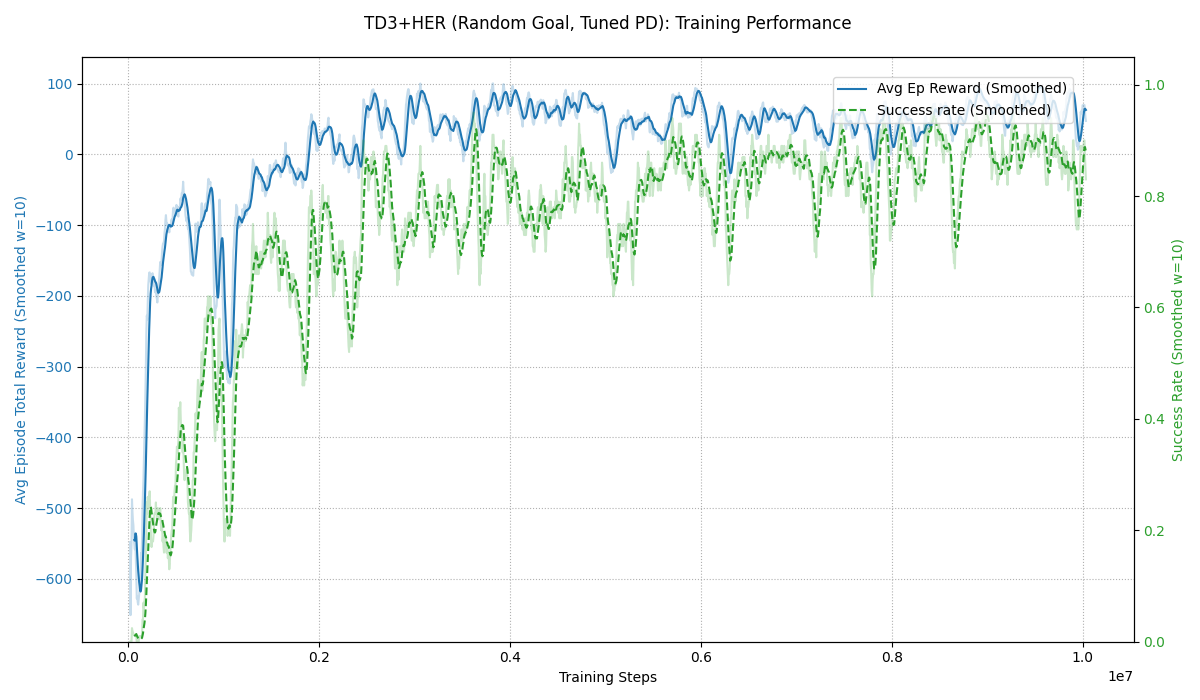 TD3+HER (Random Goal, Tuned PD): Training Performance
Avg Ep Reward (Smoothed)
Success rate (Smoothed)
Avg Episode Total Reward (Smoothed w=10)
100
0
−100
−200
−300
−400
−500
−600
1.0
0.8
0.6
0.4
0.2
0.0
Success Rate (Smoothed w=10)
0.0 0.2 0.4 0.6 0.8 1.0
1e7
Training Steps